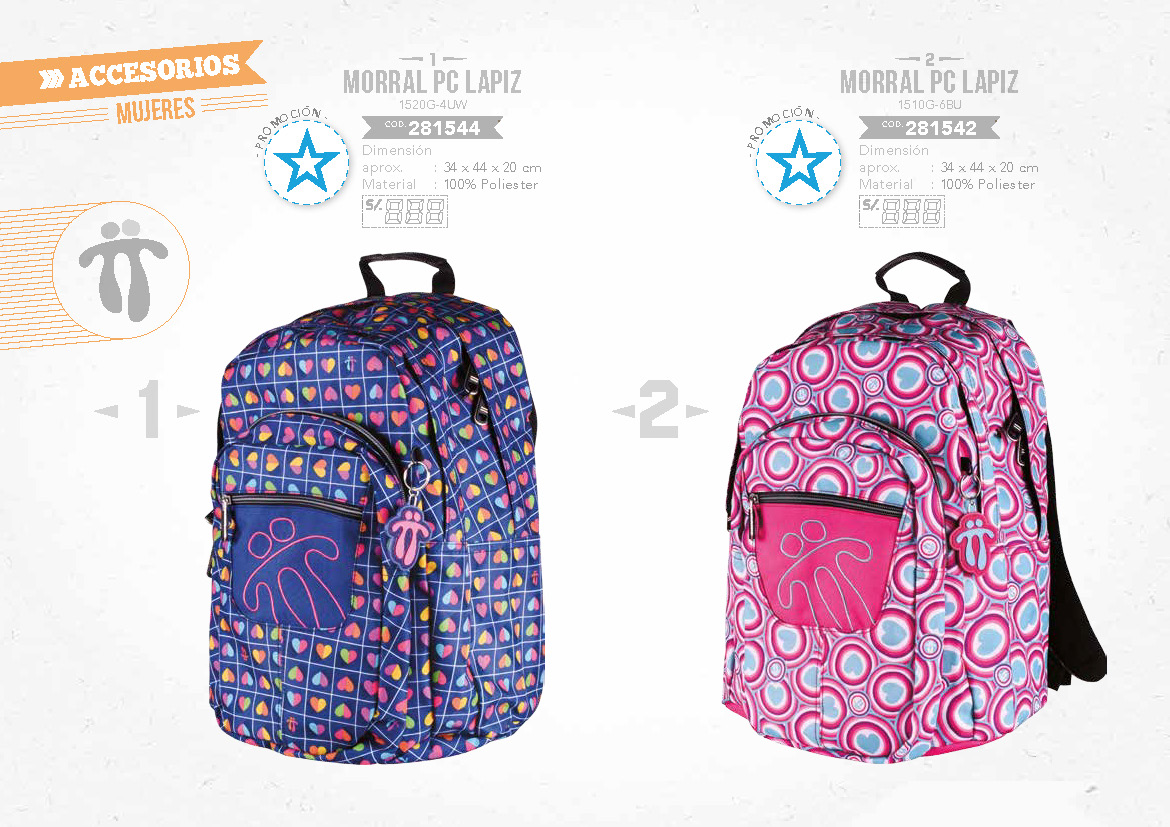 ACCESORIOS
MUJERES
1
MORRAL PC LAPIZ
1520G-4UW
COD. 281544
PROMOCIÓN
Dimensión
aprox. : 34 x 44 x 20 cm
Material : 100% Poliester
S/. 888
2
MORRAL PC LAPIZ
1510G-6BU
COD. 281542
PROMOCIÓN
Dimensión
aprox. : 34 x 44 x 20 cm
Material : 100% Poliester
S/. 888
1
2